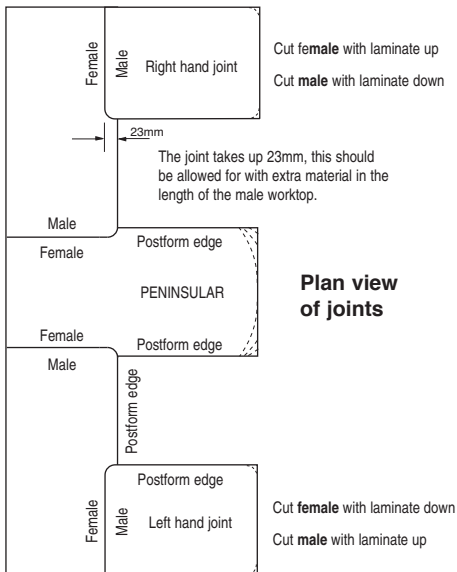 Female
Male
Right hand joint
Cut female with laminate up
Cut male with laminate down
23mm
The joint takes up 23mm, this should
be allowed for with extra material in the
length of the male worktop.
Male
Female
Postform edge
PENINSULAR
Plan view
of joints
Female
Male
Postform edge
Postform edge
Postform edge
Female
Male
Left hand joint
Cut female with laminate down
Cut male with laminate up